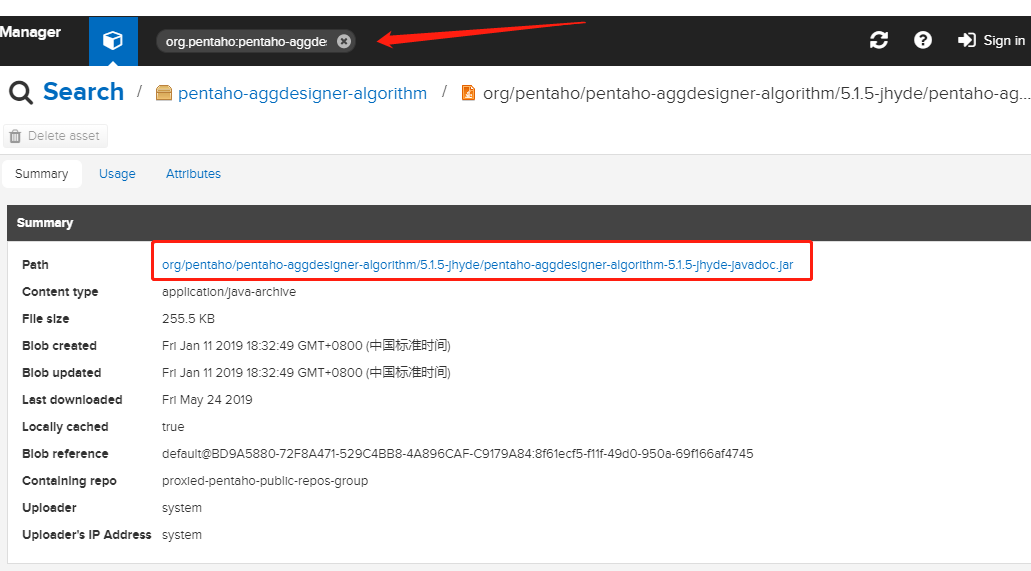 Manager
org.pentaho:pentaho-aggde
Sign in
Search / pentaho-aggdesigner-algorithm / org/pentaho/pentaho-aggdesigner-algorithm/5.1.5-jhyde/pentaho-ag...
Delete asset
Summary Usage Attributes
Summary
Path org/pentaho/pentaho-aggdesigner-algorithm/5.1.5-jhyde/pentaho-aggdesigner-algorithm-5.1.5-jhyde-javadoc.jar
Content type application/java-archive
File size 255.5 KB
Blob created Fri Jan 11 2019 18:32:49 GMT+0800 (中国标准时间)
Blob updated Fri Jan 11 2019 18:32:49 GMT+0800 (中国标准时间)
Last downloaded Fri May 24 2019
Locally cached true
Blob reference default@BD9A5880-72F8A471-529C4BB8-4A896CAF-C9179A84:8f61ecf5-f11f-49d0-950a-69f166af4745
Containing repo proxied-pentaho-public-repos-group
Uploader system
Uploader's IP Address system